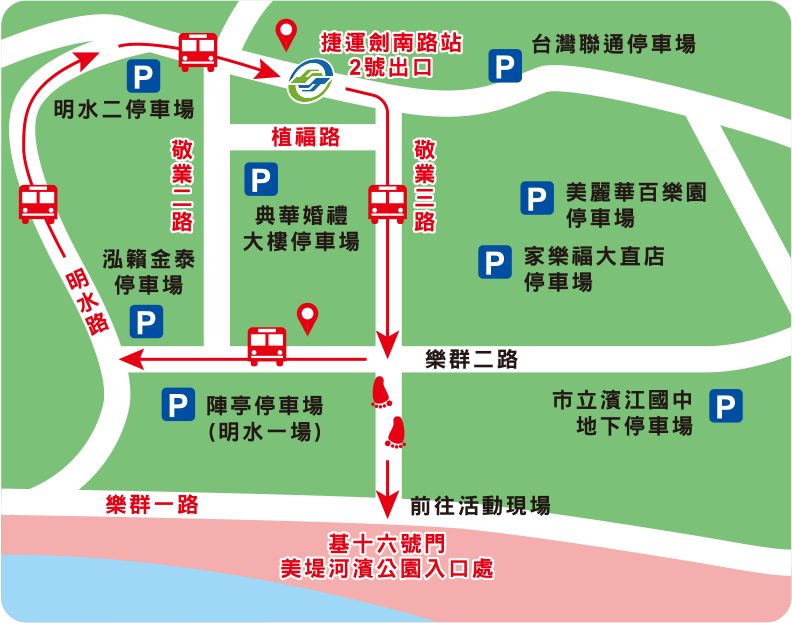 捷運劍南路站
2號出口
P
台灣聯通停車場
P
明水二停車場
植福路
敬業二路
敬業三路
P
典華婚禮
大樓停車場
P
美麗華百樂園
停車場
P
家樂福大直店
停車場
泓籟金泰
停車場
P
明水路
樂群二路
P
陣亭停車場
(明水一場)
市立濱江國中
地下停車場
P
樂群一路
前往活動現場
基十六號門
美堤河濱公園入口處